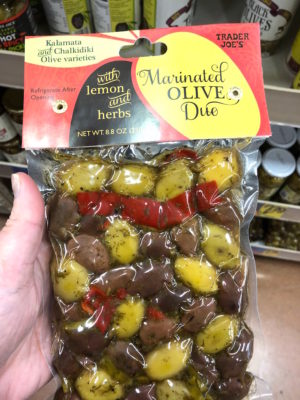 Kalamata
and Chalkidiki
Olive varieties
Refrigerate After
Opening
with
lemon
and
herbs
NET WT. 8.8 OZ
TRADER
JOE'S
Marinated
OLIVE
Duo
OLIVES